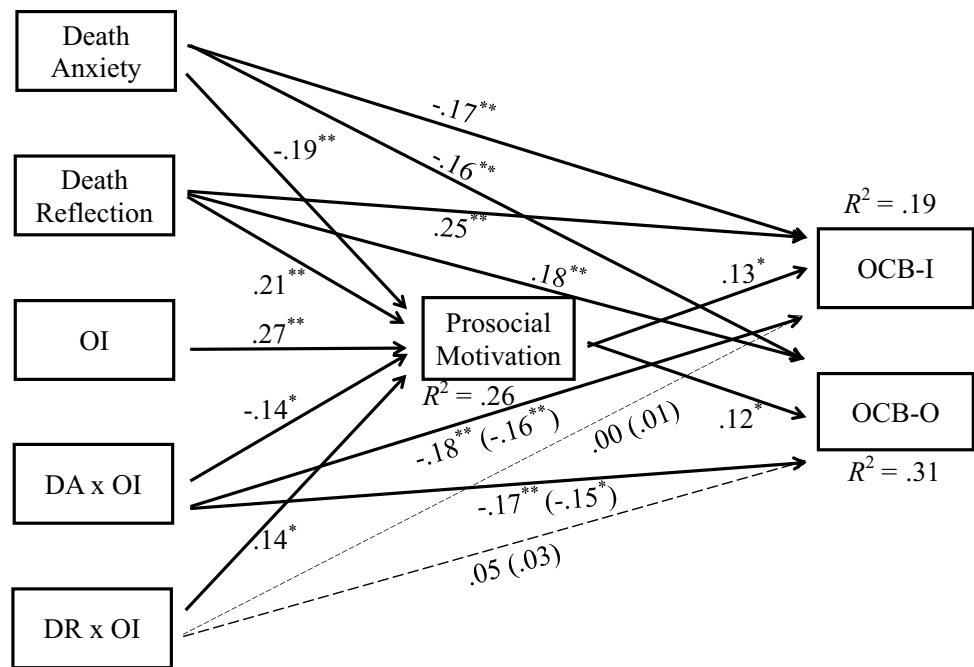 Death
Anxiety
-.17**
-.19**
-.16**
Death
Reflection
R² = .19
.25**
OCB-I
.18**
.13*
.21**
OI
.27**
Prosocial
Motivation
R² = .26
-.14*
-.18** (-.16**)
.00 (.01)
.12*
OCB-O
R² = .31
DA x OI
-.17** (-.15*)
.14*
.05 (.03)
DR x OI